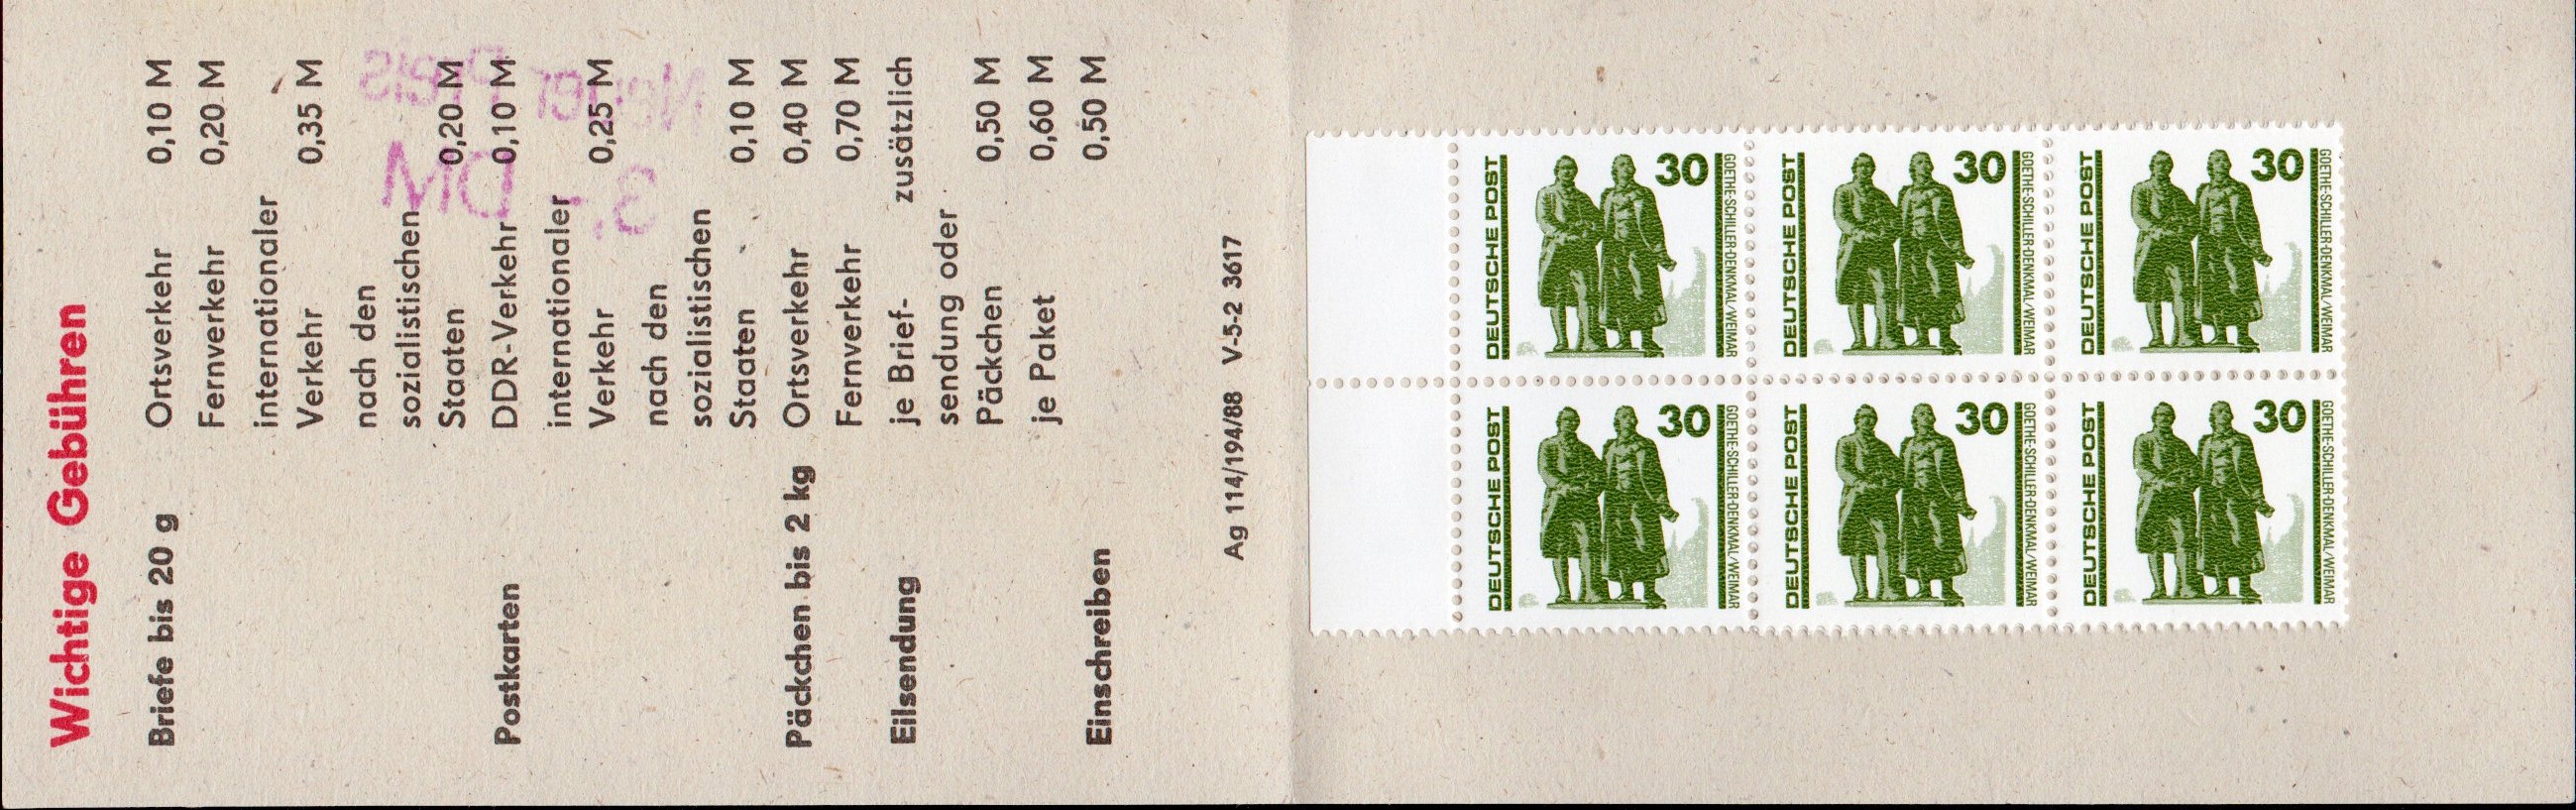 Wichtige Gebühren
Briefe bis 20 g Ortsverkehr 0,10 M
Fernverkehr 0,20 M
internationaler
Verkehr 0,35 M
nach den
sozialistischen
Staaten 0,20 M
Postkarten DDR-Verkehr 0,10 M
internationaler
Verkehr 0,25 M
nach den
sozialistischen
Staaten 0,10 M
Päckchen bis 2 kg Ortsverkehr 0,40 M
Fernverkehr 0,70 M
Eilsendung je Brief- zusätzlich
sendung oder
Päckchen 0,50 M
je Paket 0,60 M
Einschreiben 0,50 M
Ag 114/194/88 V-5-2 3617
Neuer Preis
3,- DM
DEUTSCHE POST
30
GOETHE-SCHILLER-DENKMAL/WEIMAR
DEUTSCHE POST
30
GOETHE-SCHILLER-DENKMAL/WEIMAR
DEUTSCHE POST
30
GOETHE-SCHILLER-DENKMAL/WEIMAR
DEUTSCHE POST
30
GOETHE-SCHILLER-DENKMAL/WEIMAR
DEUTSCHE POST
30
GOETHE-SCHILLER-DENKMAL/WEIMAR
DEUTSCHE POST
30
GOETHE-SCHILLER-DENKMAL/WEIMAR